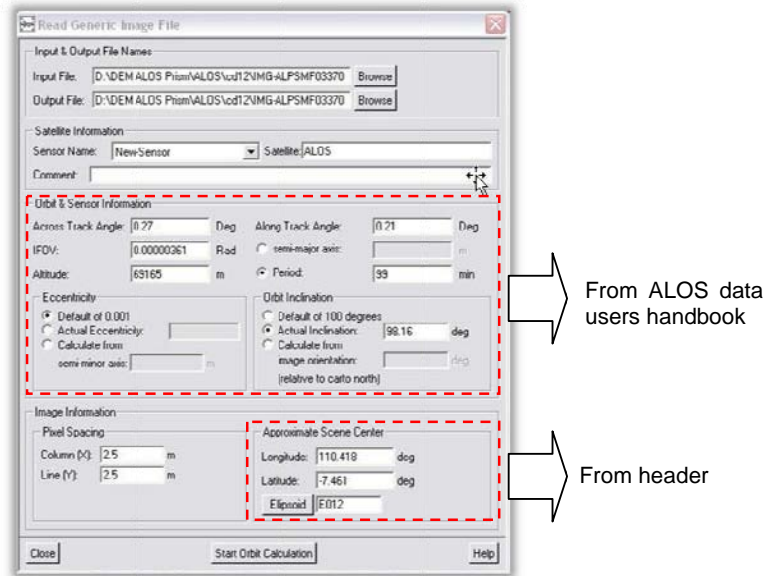 Read Generic Image File
Input & Output File Names
Input File: D:\DEM ALOS Prism\ALOS\cd12\IMG-ALPSMF03370 Browse
Output File: D:\DEM ALOS Prism\ALOS\cd12\IMG-ALPSMF03370 Browse
Satellite Information
Sensor Name: New-Sensor Satellite: ALOS
Comment:
Orbit & Sensor Information
Across Track Angle: 0.27 Deg Along Track Angle: 0.21 Deg
IFOV: 0.00000361 Rad semi-major axis: m
Altitude: 69165 m Period: 99 min
Eccentricity
Default of 0.001
Actual Eccentricity:
Calculate from
semi minor axis: m
Orbit Inclination
Default of 100 degrees
Actual Inclination: 98.16 deg
Calculate from
image orientation: deg
(relative to carto north)
From ALOS data
users handbook
Image Information
Pixel Spacing
Column (X): 2.5 m
Line (Y): 2.5 m
Approximate Scene Center
Longitude: 110.418 deg
Latitude: -7.461 deg
Elipsoid E012
From header
Close Start Orbit Calculation Help